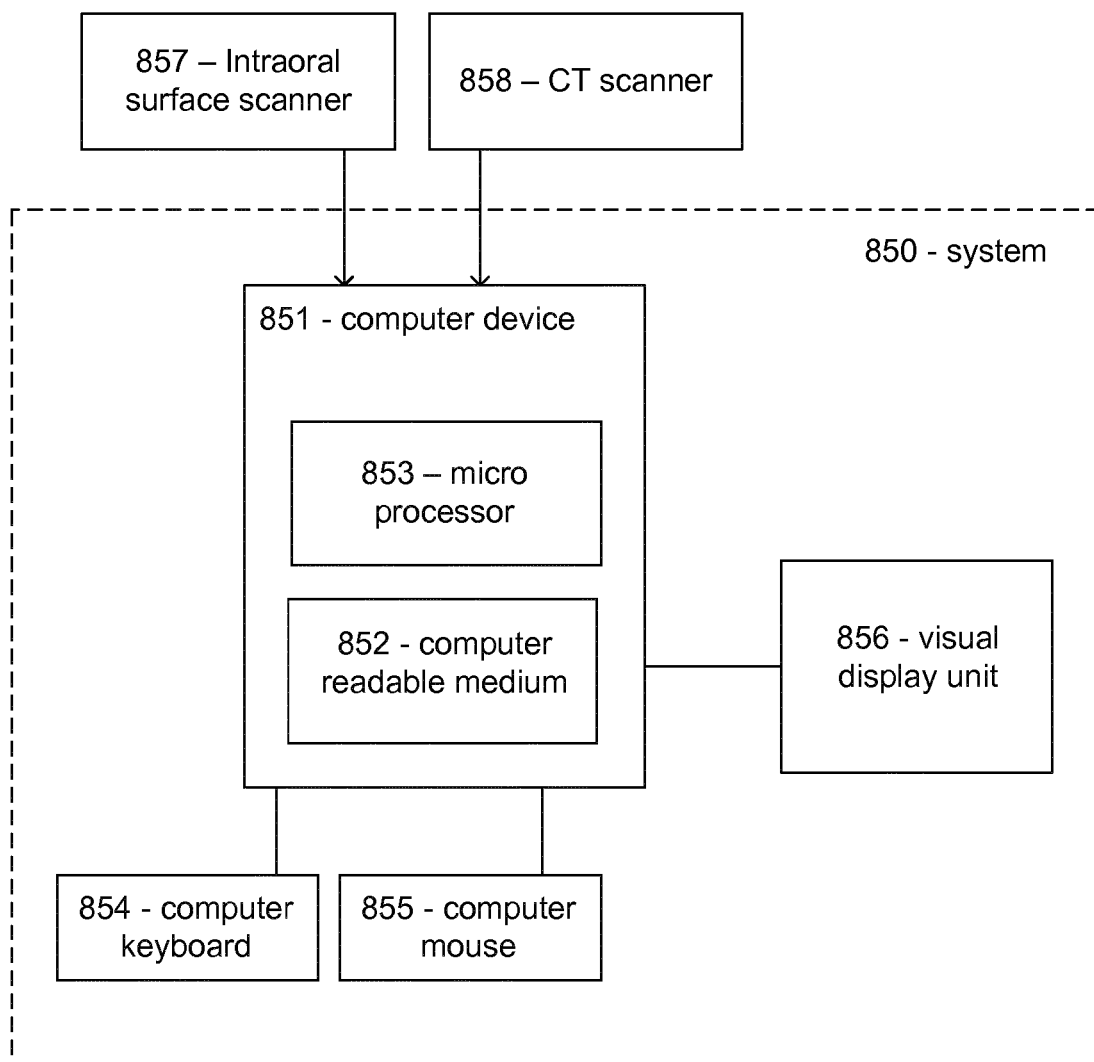 857 – Intraoral
surface scanner
858 – CT scanner
850 - system
851 - computer device
853 – micro
processor
852 - computer
readable medium
856 - visual
display unit
854 - computer
keyboard
855 - computer
mouse